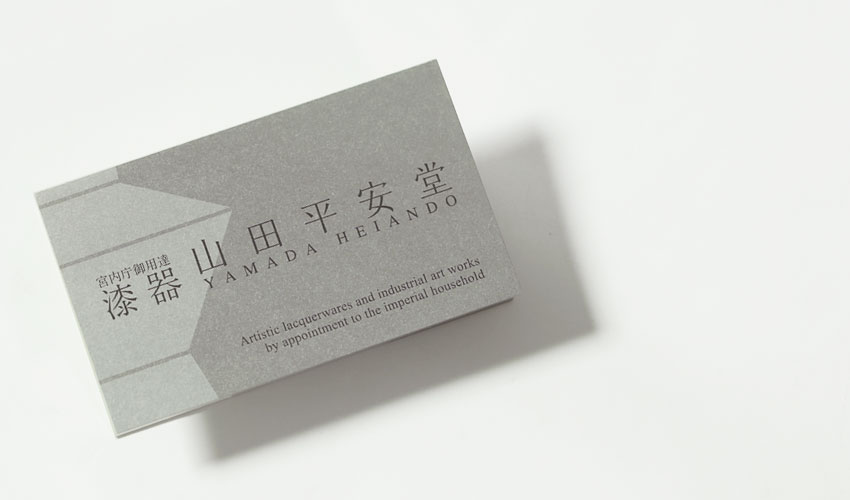 宮内庁御用達
漆器 山田平安堂
YAMADA HEIANDO
Artistic lacquerwares and industrial art works
by appointment to the imperial household